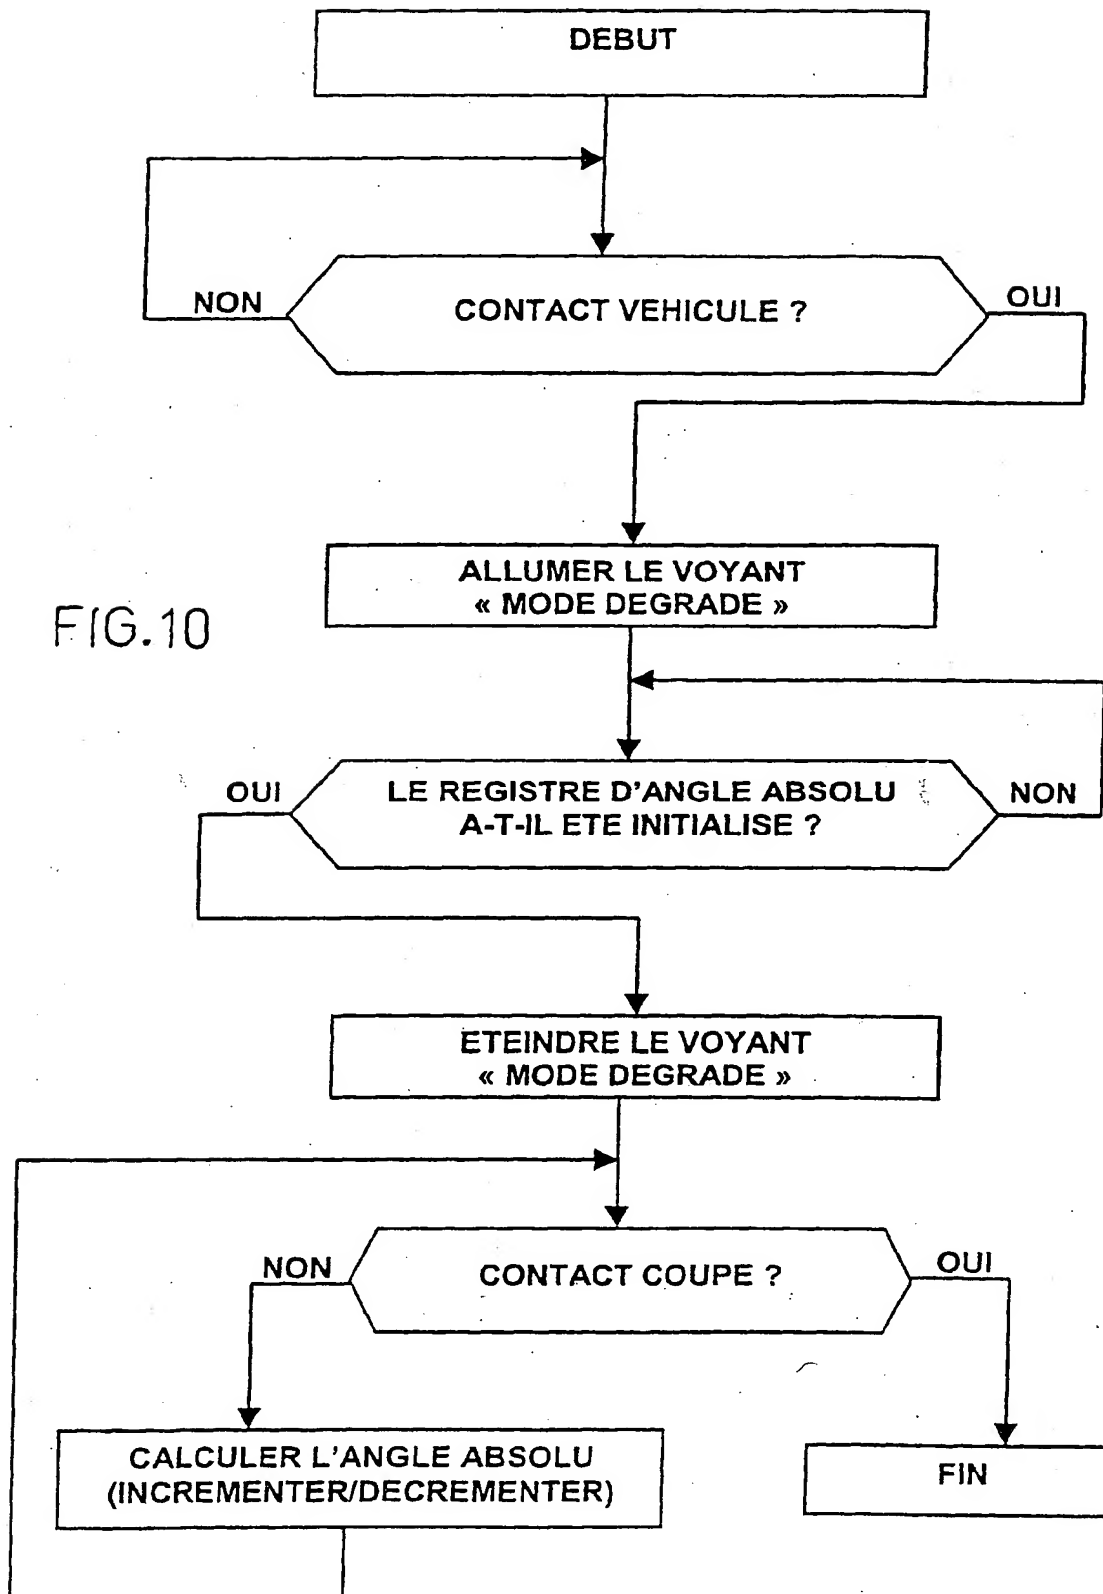 DEBUT
NON
CONTACT VEHICULE ?
OUI
ALLUMER LE VOYANT
« MODE DEGRADE »
FIG.10
OUI
LE REGISTRE D'ANGLE ABSOLU
A-T-IL ETE INITIALISE ?
NON
ETEINDRE LE VOYANT
« MODE DEGRADE »
NON
CONTACT COUPE ?
OUI
CALCULER L'ANGLE ABSOLU
(INCREMENTER/DECREMENTER)
FIN